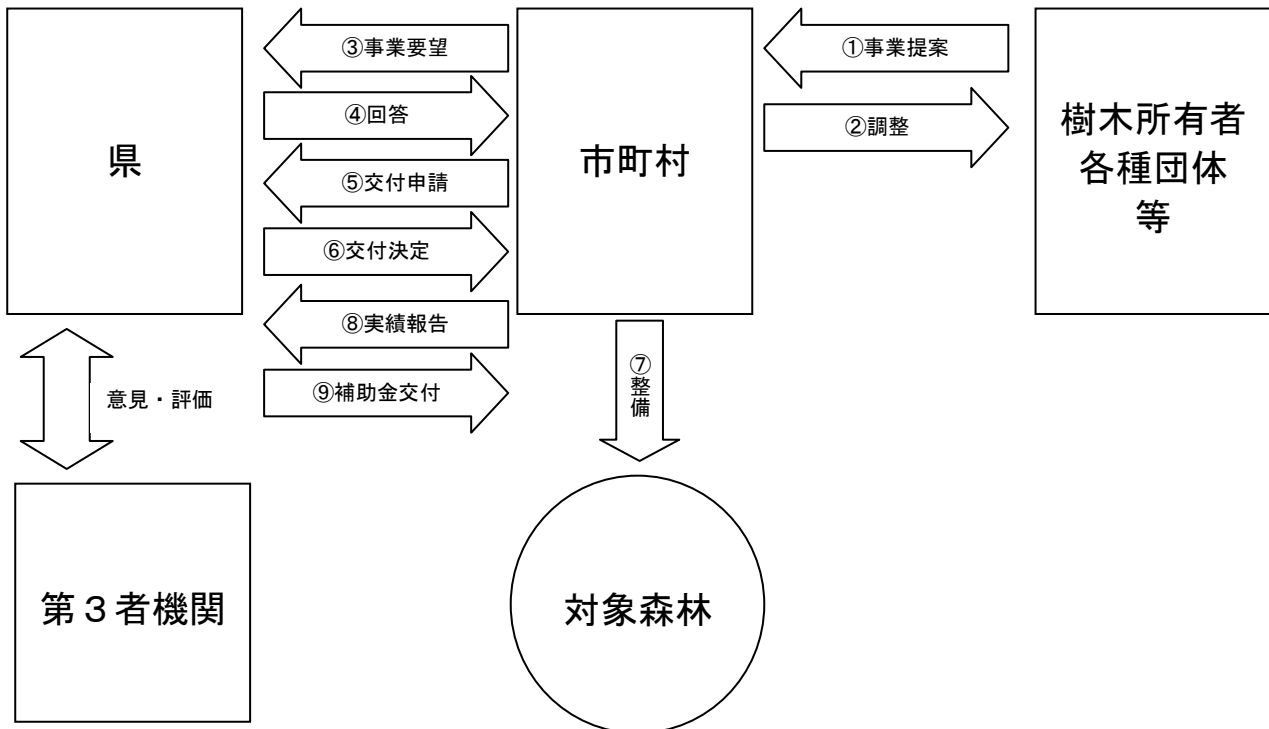 ③事業要望
①事業提案
④回答
②調整
県
市町村
樹木所有者
各種団体
等
⑤交付申請
⑥交付決定
⑧実績報告
⑨補助金交付
⑦整備
意見・評価
第３者機関
対象森林